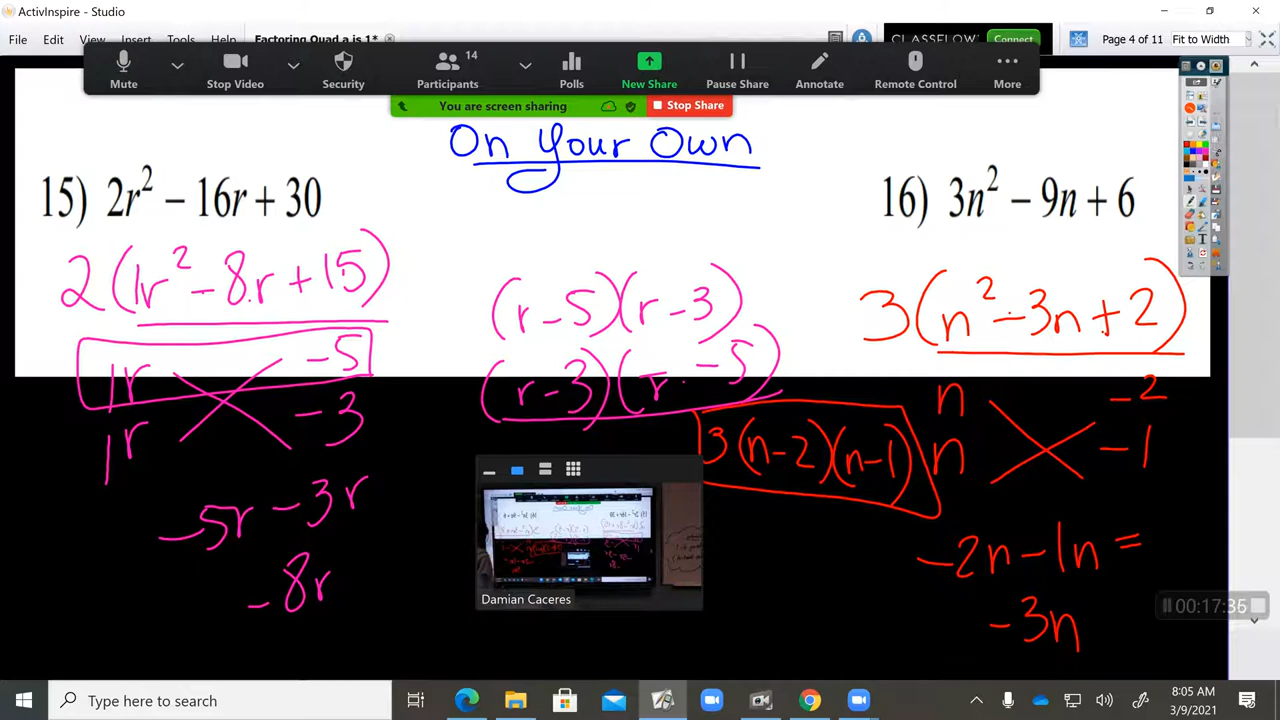 ActivInspire - Studio
File Edit View Insert Tools Help
Factoring Quad a is 1*
CLASSFLOW Connect
Page 4 of 11 Fit to Width
14
Mute Stop Video Security Participants Polls New Share Pause Share Annotate Remote Control More
You are screen sharing Stop Share
On Your Own
15) 2r² - 16r + 30
2(1r² - 8r + 15)
1r -5
1r -3
-5r - 3r
-8r
(r-5)(r-3)
(r-3)(r-5)
16) 3n² - 9n + 6
3(n² - 3n + 2)
n -2
n -1
3(n-2)(n-1)
-2n - 1n =
-3n
Damian Caceres
00:17:35
Type here to search
8:05 AM
3/9/2021